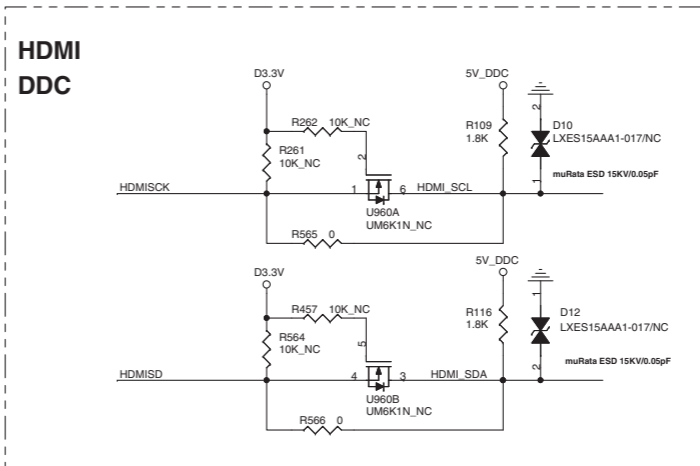 HDMI
DDC
D3.3V
5V_DDC
R262 10K_NC
R261
10K_NC
2
R109
1.8K
2
D10
LXES15AAA1-017/NC
muRata ESD 15KV/0.05pF
1
HDMISCK
1
6
HDMI_SCL
U960A
UM6K1N_NC
R565 0
D3.3V
5V_DDC
R457 10K_NC
R564
10K_NC
5
R116
1.8K
1
D12
LXES15AAA1-017/NC
muRata ESD 15KV/0.05pF
2
HDMISD
4
3
HDMI_SDA
U960B
UM6K1N_NC
R566 0